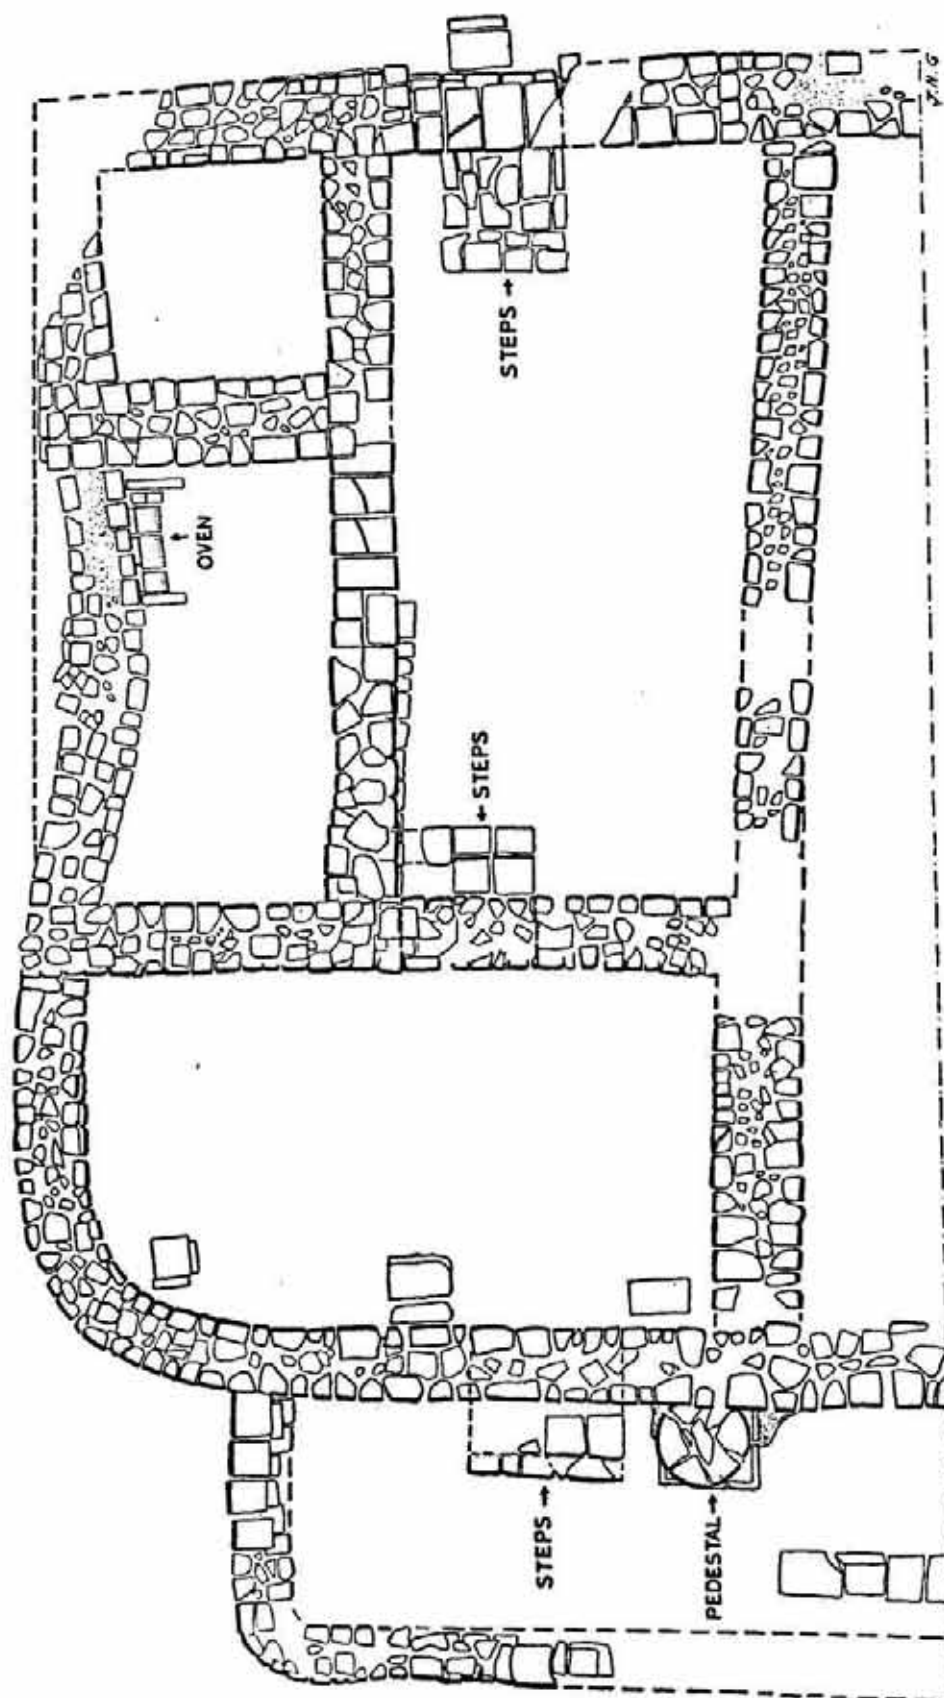 STEPS →
OVEN
↑
← STEPS
STEPS →
PEDESTAL→
J.N.G